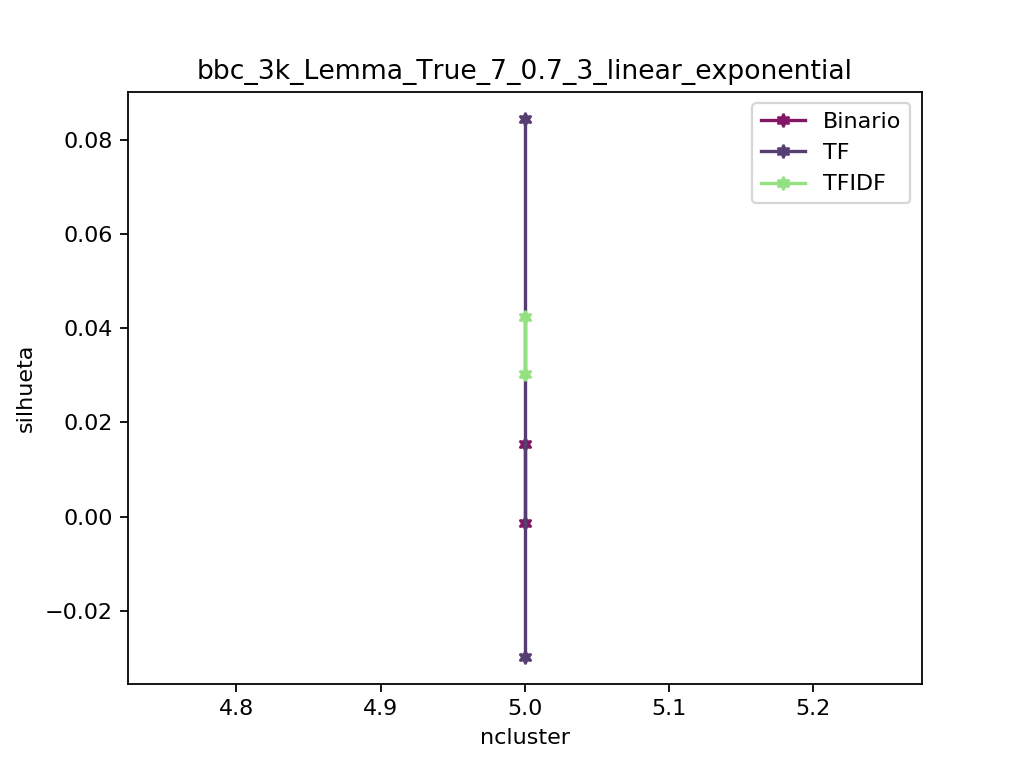 bbc_3k_Lemma_True_7_0.7_3_linear_exponential
Binario
TF
TFIDF
0.08
0.06
0.04
0.02
0.00
−0.02
silhueta
4.8 4.9 5.0 5.1 5.2
ncluster